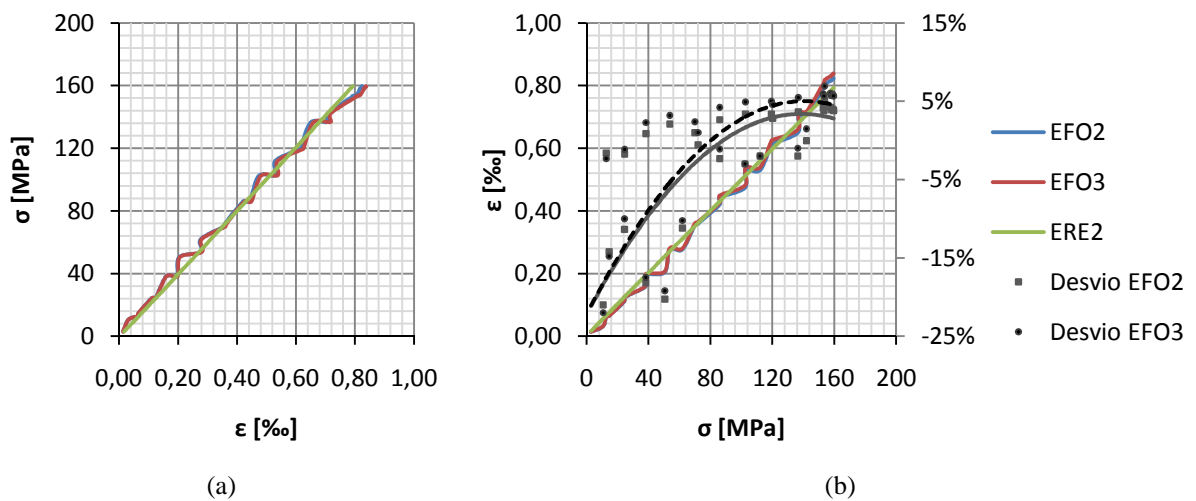 200
160
120
80
40
0
σ [MPa]
0,00 0,20 0,40 0,60 0,80 1,00
ε [‰]
(a)
1,00
0,80
0,60
0,40
0,20
0,00
ε [‰]
15%
5%
-5%
-15%
-25%
0 40 80 120 160 200
σ [MPa]
(b)
EFO2
EFO3
ERE2
Desvio EFO2
Desvio EFO3